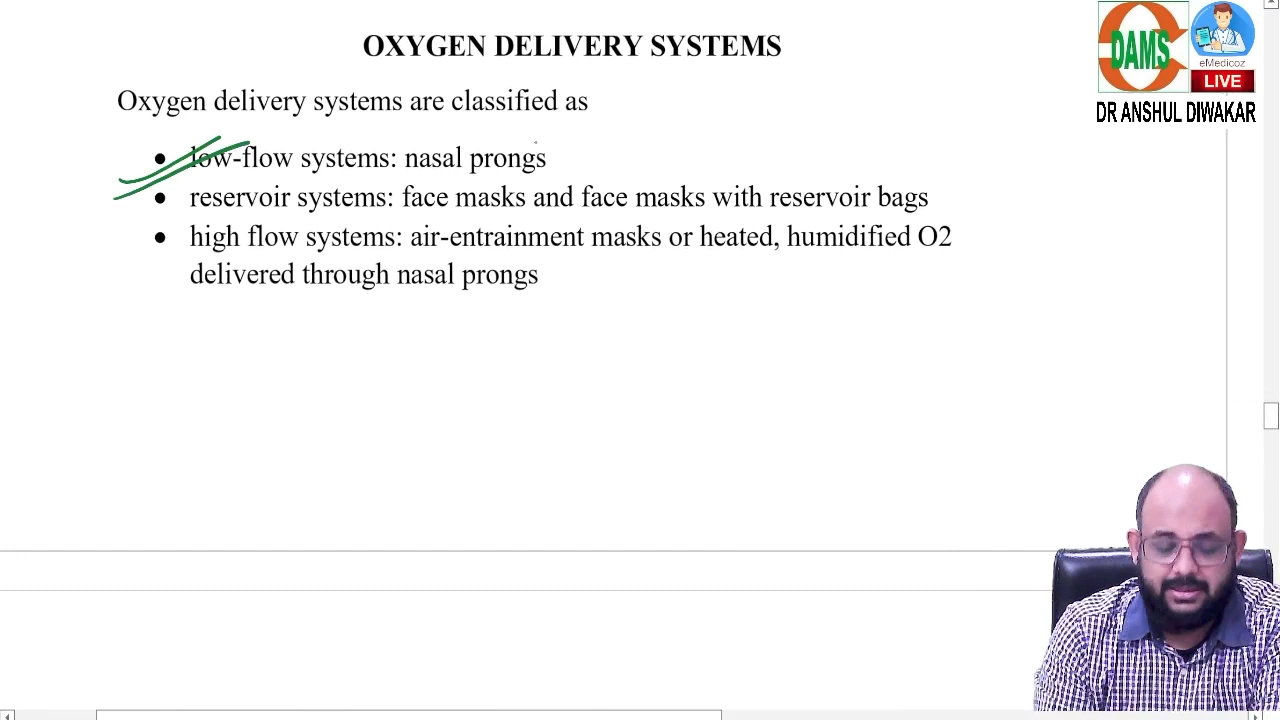 OXYGEN DELIVERY SYSTEMS
DAMS
eMedicoz
LIVE
DR ANSHUL DIWAKAR
Oxygen delivery systems are classified as
• low-flow systems: nasal prongs
• reservoir systems: face masks and face masks with reservoir bags
• high flow systems: air-entrainment masks or heated, humidified O2
delivered through nasal prongs